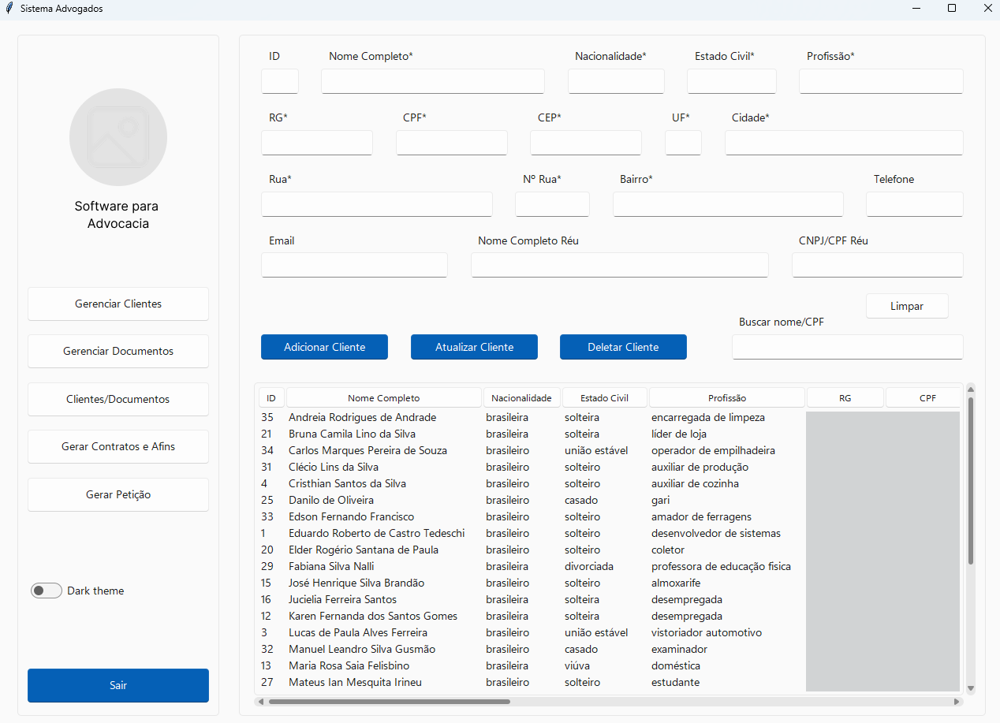 Sistema Advogados
Software para
Advocacia
Gerenciar Clientes
Gerenciar Documentos
Clientes/Documentos
Gerar Contratos e Afins
Gerar Petição
Dark theme
Sair
ID Nome Completo* Nacionalidade* Estado Civil* Profissão*
RG* CPF* CEP* UF* Cidade*
Rua* Nº Rua* Bairro* Telefone
Email Nome Completo Réu CNPJ/CPF Réu
Limpar
Buscar nome/CPF
Adicionar Cliente Atualizar Cliente Deletar Cliente
ID Nome Completo Nacionalidade Estado Civil Profissão RG CPF
35 Andreia Rodrigues de Andrade brasileira solteira encarregada de limpeza
21 Bruna Camila Lino da Silva brasileira solteira líder de loja
34 Carlos Marques Pereira de Souza brasileiro união estável operador de empilhadeira
31 Clécio Lins da Silva brasileiro solteiro auxiliar de produção
4 Cristhian Santos da Silva brasileiro solteiro auxiliar de cozinha
25 Danilo de Oliveira brasileiro casado gari
33 Edson Fernando Francisco brasileiro solteiro amador de ferragens
1 Eduardo Roberto de Castro Tedeschi brasileiro solteiro desenvolvedor de sistemas
20 Elder Rogério Santana de Paula brasileiro solteiro coletor
29 Fabiana Silva Nalli brasileira divorciada professora de educação fisica
15 José Henrique Silva Brandão brasileiro solteiro almoxarife
16 Jucielia Ferreira Santos brasileira solteira desempregada
12 Karen Fernanda dos Santos Gomes brasileira solteira desempregada
3 Lucas de Paula Alves Ferreira brasileiro união estável vistoriador automotivo
32 Manuel Leandro Silva Gusmão brasileiro casado examinador
13 Maria Rosa Saia Felisbino brasileira viúva doméstica
27 Mateus Ian Mesquita Irineu brasileiro solteiro estudante